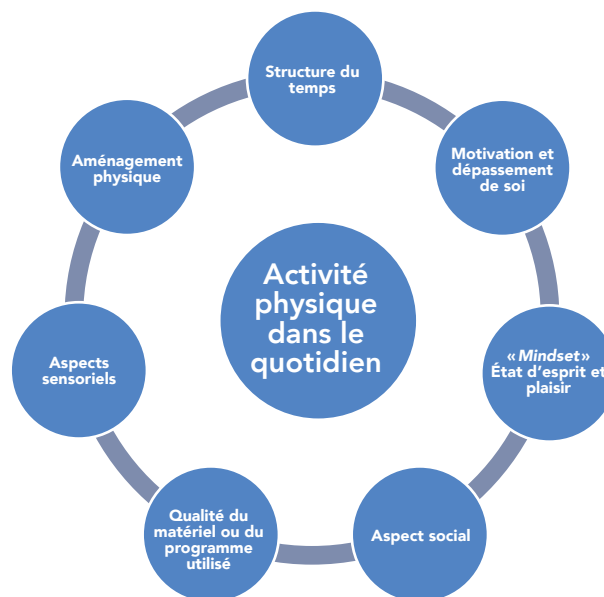 Structure du
temps
Motivation et
dépassement
de soi
« Mindset »
État d’esprit et
plaisir
Aspect social
Qualité du
matériel ou du
programme
utilisé
Aspects
sensoriels
Aménagement
physique
Activité
physique
dans le
quotidien